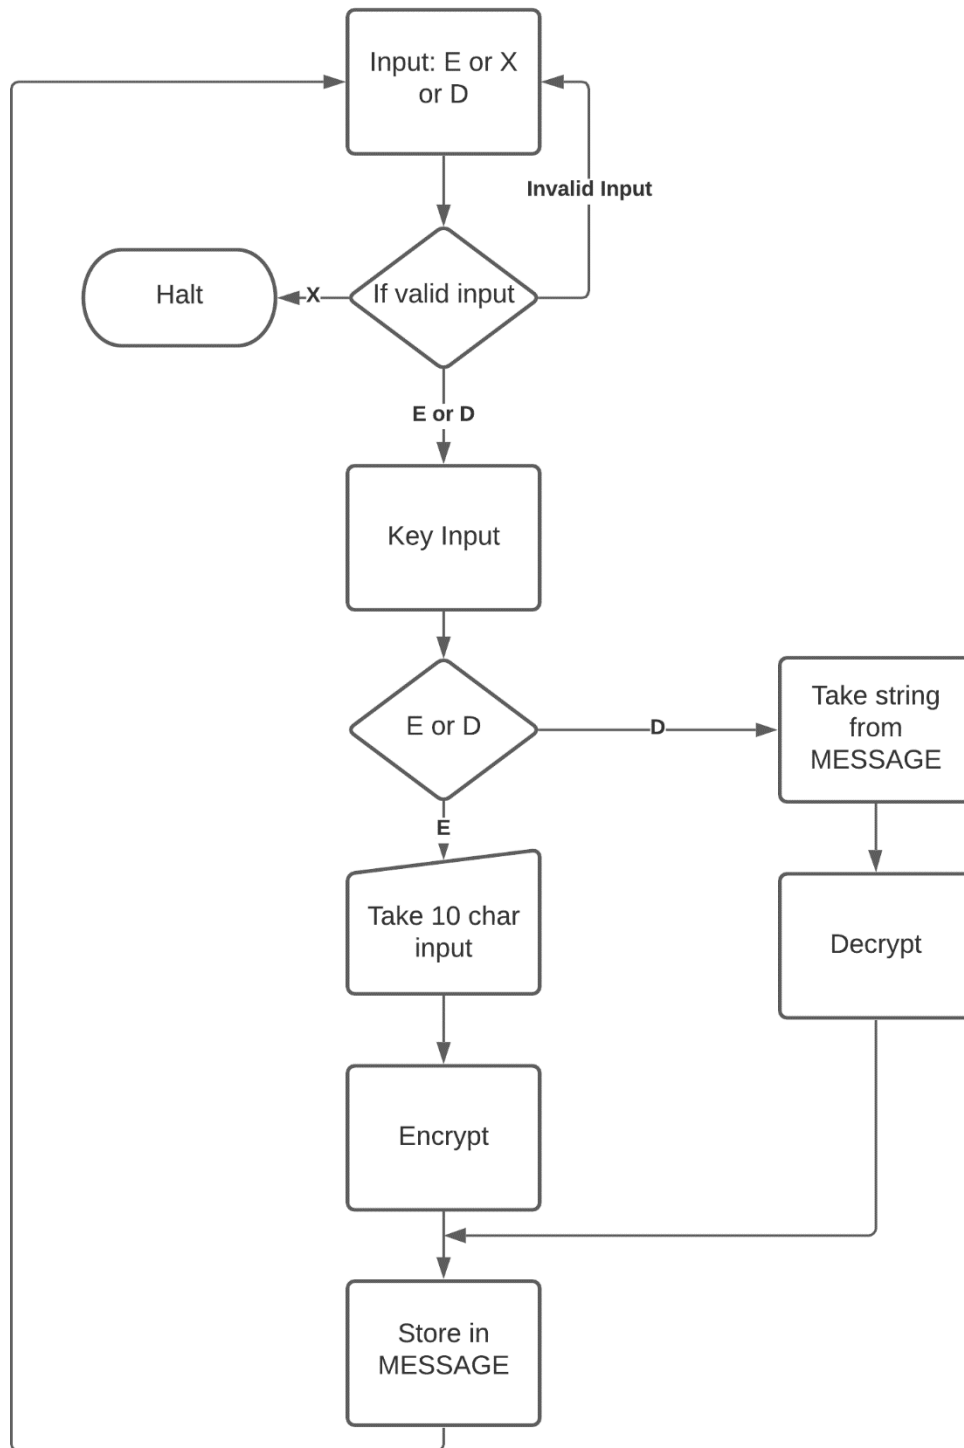 Input: E or X
or D
Invalid Input
Halt
X
If valid input
E or D
Key Input
E or D
D
Take string
from
MESSAGE
E
Take 10 char
input
Decrypt
Encrypt
Store in
MESSAGE